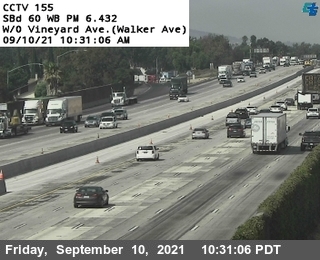 CCTV 155
SBd 60 WB PM 6.432
W/O Vineyard Ave.(Walker Ave)
09/10/21 10:31:06 AM
Friday, September 10, 2021 10:31:06 PDT